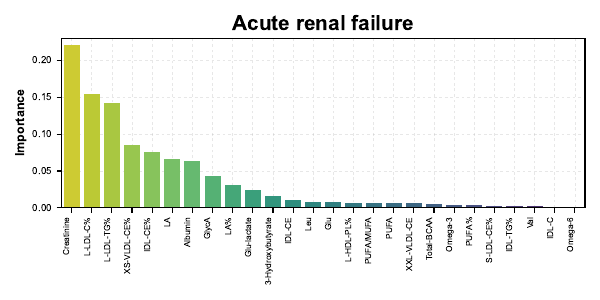 Acute renal failure
Importance
0.20
0.15
0.10
0.05
0.00
Creatinine
L-LDL-C%
L-LDL-TG%
XS-VLDL-CE%
IDL-CE%
LA
Albumin
GlycA
LA%
Glu-lactate
3-Hydroxybutyrate
IDL-CE
Leu
Glu
L-HDL-PL%
PUFA/MUFA
PUFA
XXL-VLDL-CE
Total-BCAA
Omega-3
PUFA%
S-LDL-CE%
IDL-TG%
Val
IDL-C
Omega-6